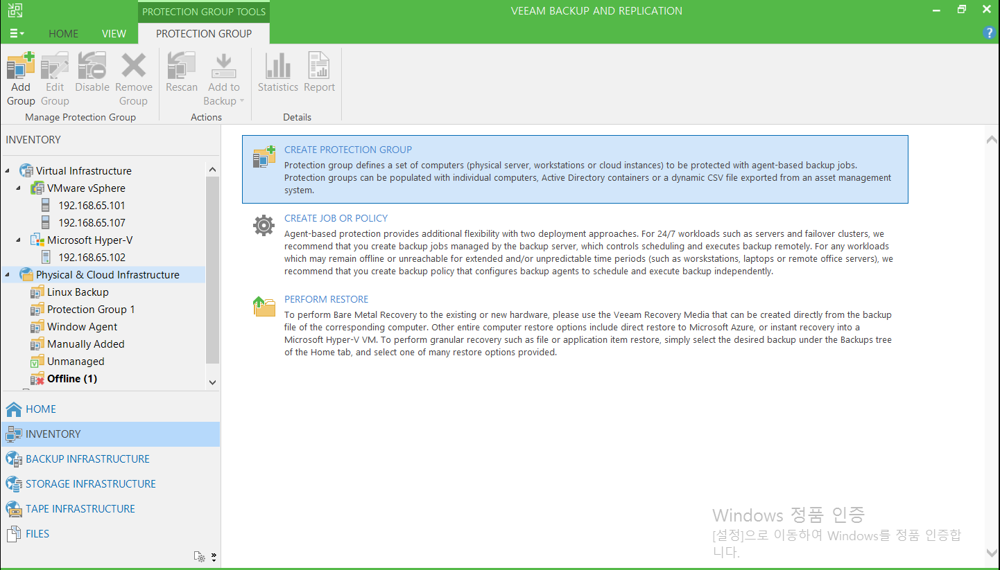 PROTECTION GROUP TOOLS
VEEAM BACKUP AND REPLICATION
HOME
VIEW
PROTECTION GROUP
?
Add
Group
Edit
Group
Disable
Remove
Group
Rescan
Add to
Backup
Statistics
Report
Manage Protection Group
Actions
Details
INVENTORY
Virtual Infrastructure
VMware vSphere
192.168.65.101
192.168.65.107
Microsoft Hyper-V
192.168.65.102
Physical & Cloud Infrastructure
Linux Backup
Protection Group 1
Window Agent
Manually Added
Unmanaged
Offline (1)
HOME
INVENTORY
BACKUP INFRASTRUCTURE
STORAGE INFRASTRUCTURE
TAPE INFRASTRUCTURE
FILES
CREATE PROTECTION GROUP
Protection group defines a set of computers (physical server, workstations or cloud instances) to be protected with agent-based backup jobs.
Protection groups can be populated with individual computers, Active Directory containers or a dynamic CSV file exported from an asset management
system.
CREATE JOB OR POLICY
Agent-based protection provides additional flexibility with two deployment approaches. For 24/7 workloads such as servers and failover clusters, we
recommend that you create backup jobs managed by the backup server, which controls scheduling and executes backup remotely. For any workloads
which may remain offline or unreachable for extended and/or unpredictable time periods (such as worskstations, laptops or remote office servers), we
recommend that you create backup policy that configures backup agents to schedule and execute backup independently.
PERFORM RESTORE
To perform Bare Metal Recovery to the existing or new hardware, please use the Veeam Recovery Media that can be created directly from the backup
file of the corresponding computer. Other entire computer restore options include direct restore to Microsoft Azure, or instant recovery into a
Microsoft Hyper-V VM. To perform granular recovery such as file or application item restore, simply select the desired backup under the Backups tree
of the Home tab, and select one of many restore options provided.
Windows 정품 인증
[설정]으로 이동하여 Windows를 정품 인증합
니다.